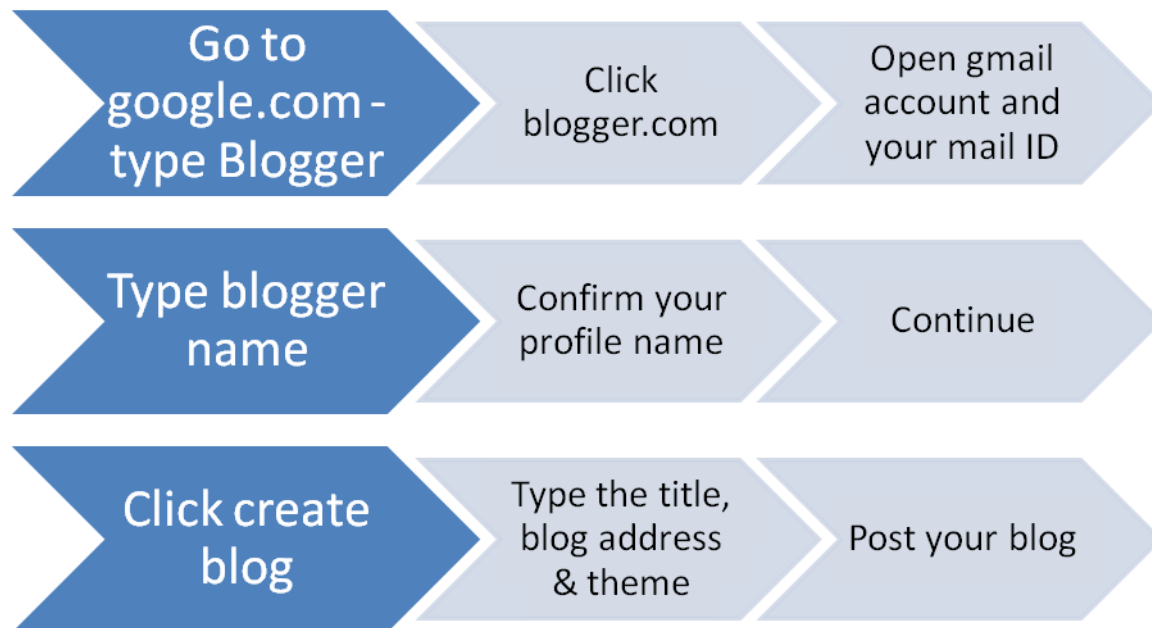 Go to
google.com -
type Blogger
Click
blogger.com
Open gmail
account and
your mail ID
Type blogger
name
Confirm your
profile name
Continue
Click create
blog
Type the title,
blog address
& theme
Post your blog